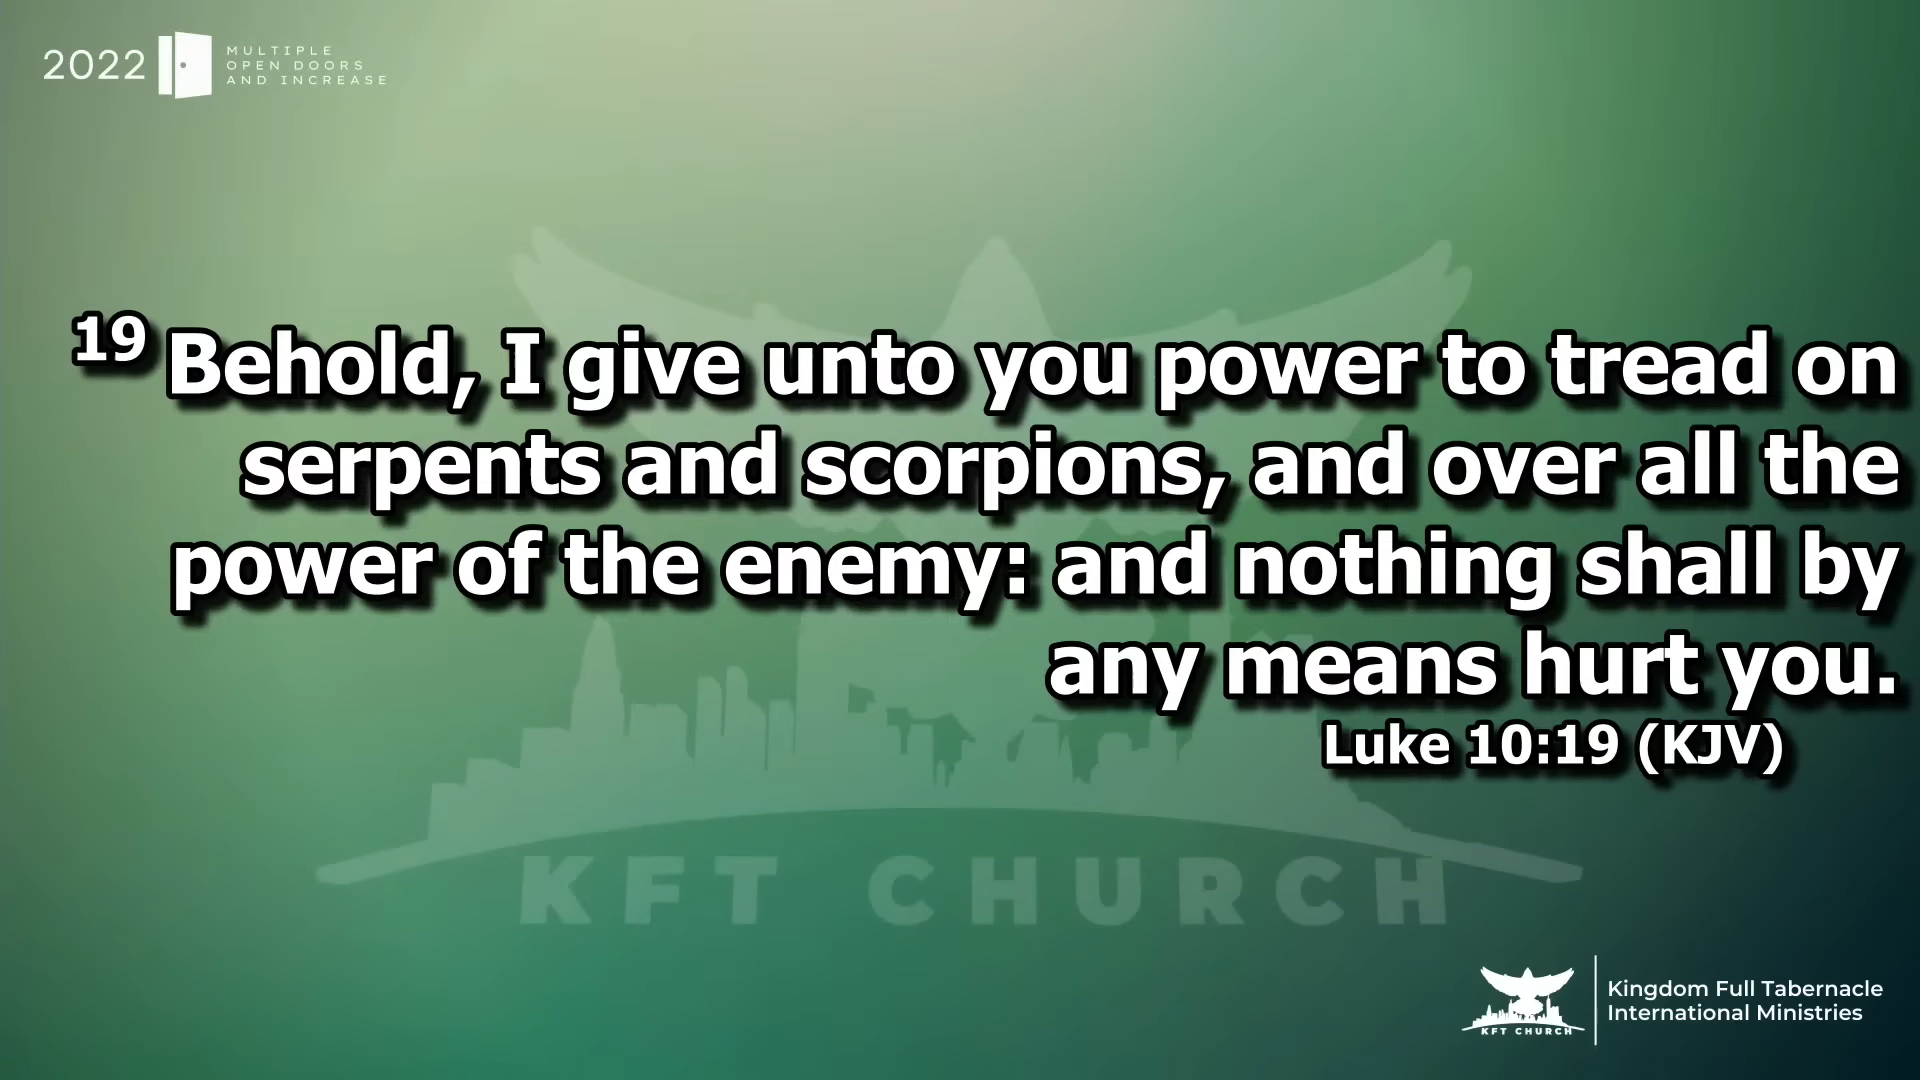 2022
MULTIPLE
OPEN DOORS
AND INCREASE
19 Behold, I give unto you power to tread on
serpents and scorpions, and over all the
power of the enemy: and nothing shall by
any means hurt you.
Luke 10:19 (KJV)
KFT CHURCH
KFT CHURCH
Kingdom Full Tabernacle
International Ministries